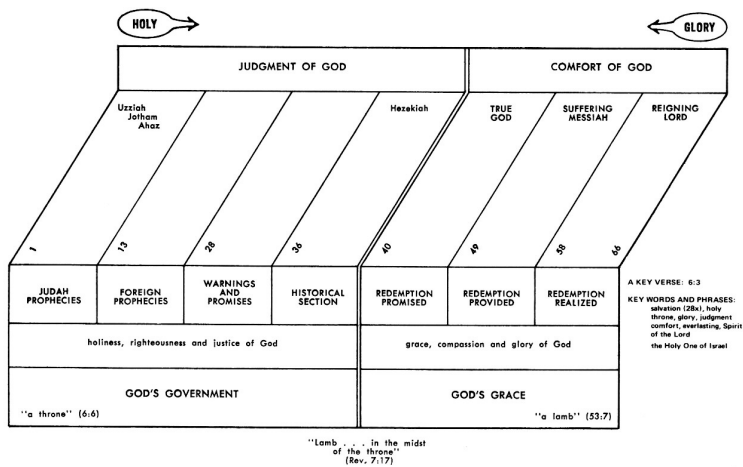 HOLY
GLORY
JUDGMENT OF GOD
COMFORT OF GOD
Uzziah
Jotham
Ahaz
Hezekiah
TRUE
GOD
SUFFERING
MESSIAH
REIGNING
LORD
1
13
28
36
40
49
58
66
JUDAH
PROPHECIES
FOREIGN
PROPHECIES
WARNINGS
AND
PROMISES
HISTORICAL
SECTION
REDEMPTION
PROMISED
REDEMPTION
PROVIDED
REDEMPTION
REALIZED
A KEY VERSE: 6:3
KEY WORDS AND PHRASES:
salvation (28x), holy
throne, glory, judgment
comfort, everlasting, Spirit
of the Lord
the Holy One of Israel
holiness, righteousness and justice of God
grace, compassion and glory of God
GOD'S GOVERNMENT
GOD'S GRACE
"a throne" (6:6)
"a lamb" (53:7)
"Lamb . . . in the midst
of the throne"
(Rev. 7:17)